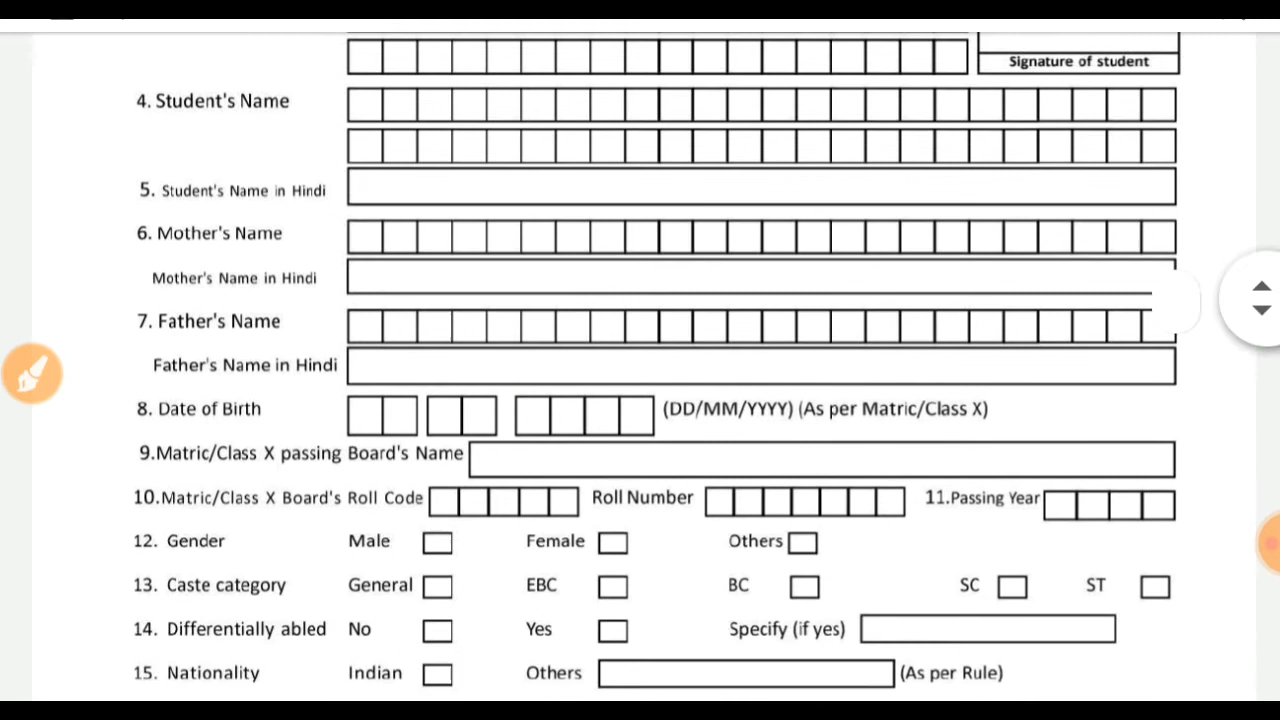 Signature of student
4. Student's Name
5. Student's Name in Hindi
6. Mother's Name
Mother's Name in Hindi
7. Father's Name
Father's Name in Hindi
8. Date of Birth (DD/MM/YYYY) (As per Matric/Class X)
9.Matric/Class X passing Board's Name
10.Matric/Class X Board's Roll Code Roll Number 11.Passing Year
12. Gender Male Female Others
13. Caste category General EBC BC SC ST
14. Differentially abled No Yes Specify (if yes)
15. Nationality Indian Others (As per Rule)